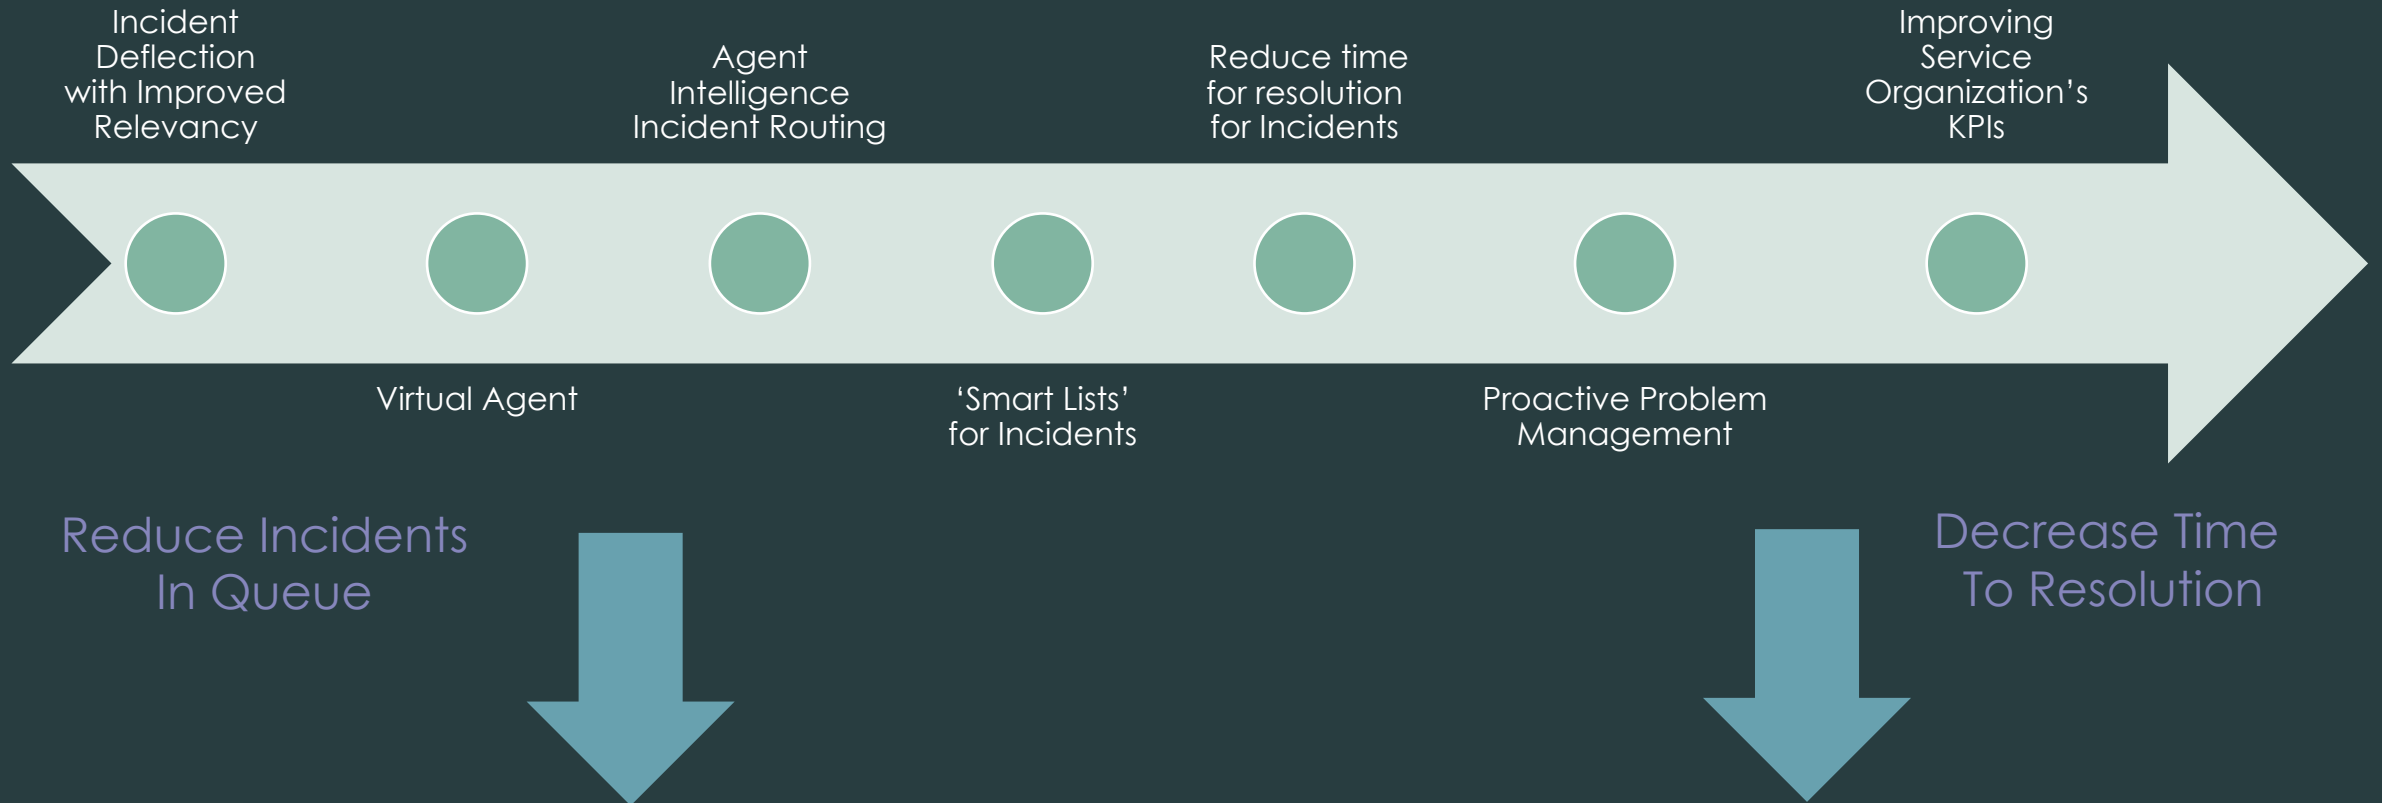 Incident
Deflection
with Improved
Relevancy
Agent
Intelligence
Incident Routing
Reduce time
for resolution
for Incidents
Improving
Service
Organization’s
KPIs
Virtual Agent
‘Smart Lists’
for Incidents
Proactive Problem
Management
Reduce Incidents
In Queue
Decrease Time
To Resolution